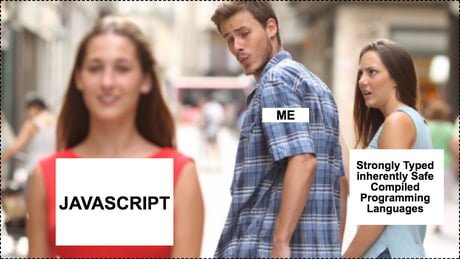 JAVASCRIPT
ME
Strongly Typed
inherently Safe
Compiled
Programming
Languages